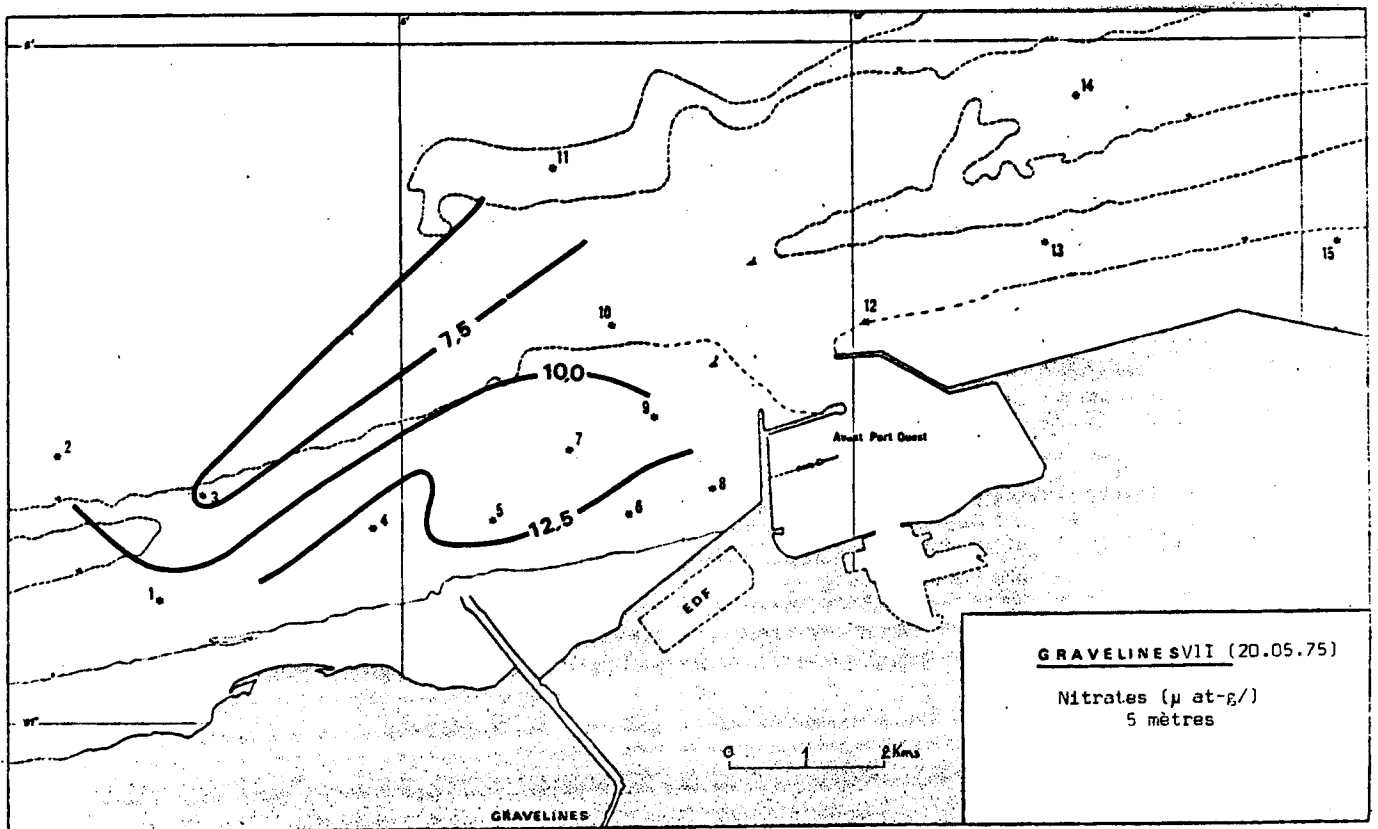 14
11
13
15
12
10
7,5
10,0
9
2
7
Avant Port Ouest
3
8
4
5
12,5
6
1
EDF
GRAVELINES VII (20.05.75)
Nitrates (µ at-g/)
5 mètres
0 1 2Kms
GRAVELINES